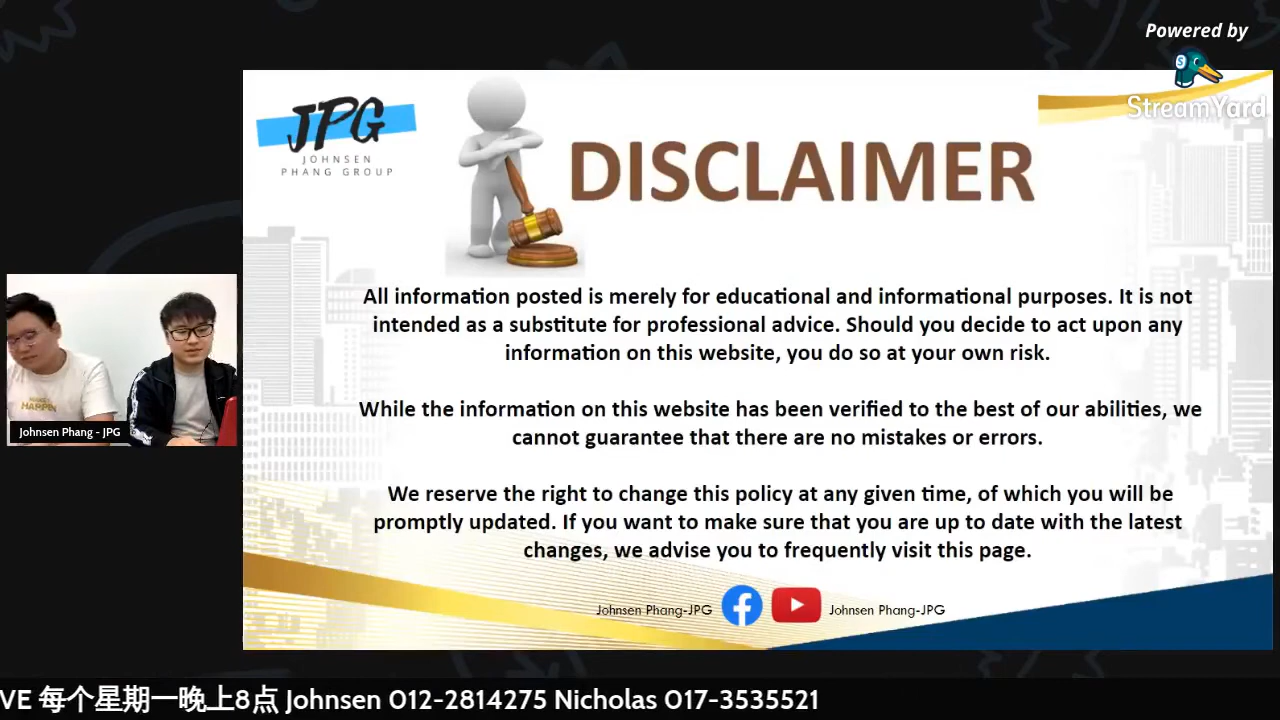 Powered by
StreamYard
JPG
JOHNSEN
PHANG GROUP
DISCLAIMER
All information posted is merely for educational and informational purposes. It is not
intended as a substitute for professional advice. Should you decide to act upon any
information on this website, you do so at your own risk.
While the information on this website has been verified to the best of our abilities, we
cannot guarantee that there are no mistakes or errors.
We reserve the right to change this policy at any given time, of which you will be
promptly updated. If you want to make sure that you are up to date with the latest
changes, we advise you to frequently visit this page.
Johnsen Phang-JPG
Johnsen Phang-JPG
Johnsen Phang - JPG
VE 每个星期一晚上8点 Johnsen 012-2814275 Nicholas 017-3535521